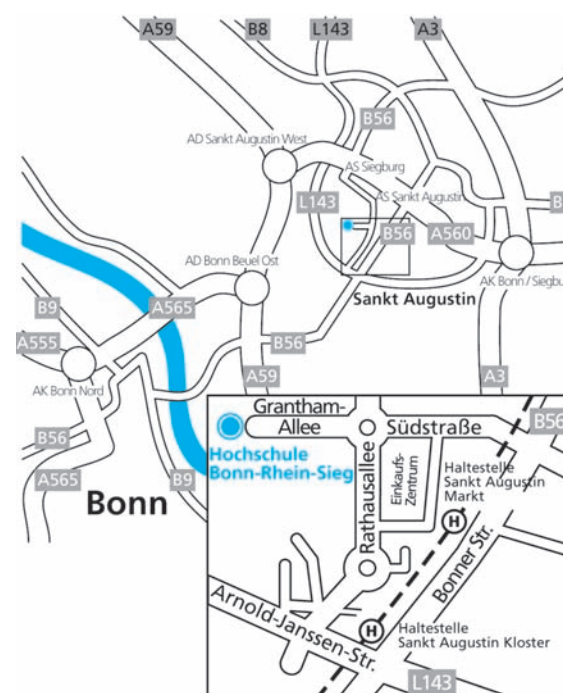 A59
B8
L143
A3
B56
AD Sankt Augustin West
AS Siegburg
AS Sankt Augustin
L143
B56
A560
AD Bonn Beuel Ost
AK Bonn / Siegbu
Sankt Augustin
B9
A565
A555
B56
AK Bonn Nord
A59
A3
B56
A565
B9
Bonn
Grantham-
Allee
Südstraße
B56
Hochschule
Bonn-Rhein-Sieg
Rathausallee
Einkaufs-
Zentrum
Haltestelle
Sankt Augustin
Markt
H
Bonner Str.
Arnold-Janssen-Str.
H
Haltestelle
Sankt Augustin Kloster
L143